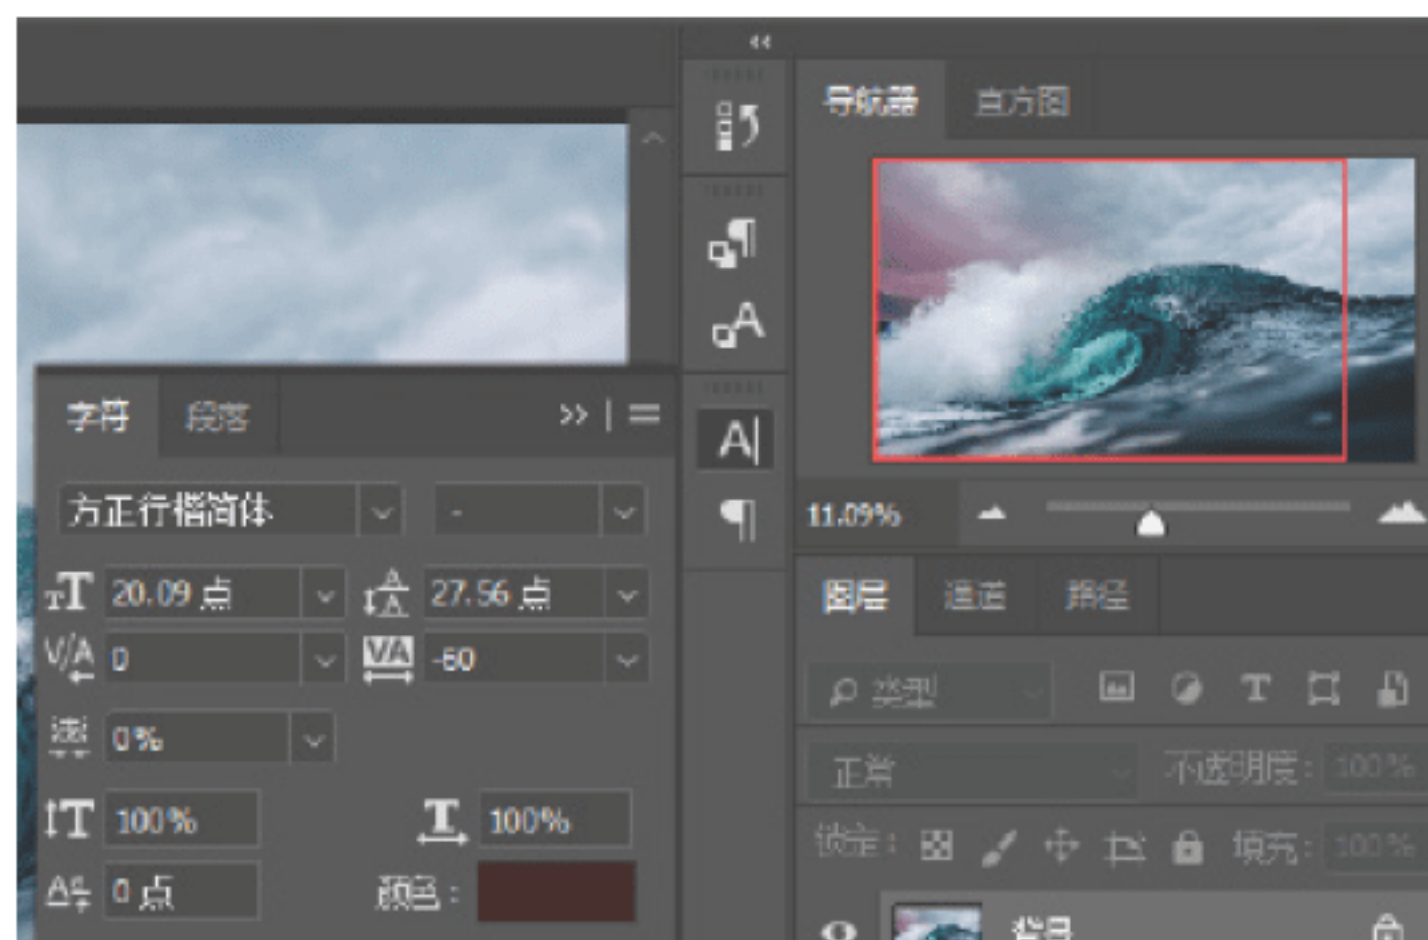 导航器 直方图
字符 段落
方正行楷简体 -
11.09%
20.09 点 27.56 点
图层 通道 路径
0 -60
类型
0%
正常 不透明度: 100%
100% 100%
锁定: 填充: 100%
0 点 颜色:
背景